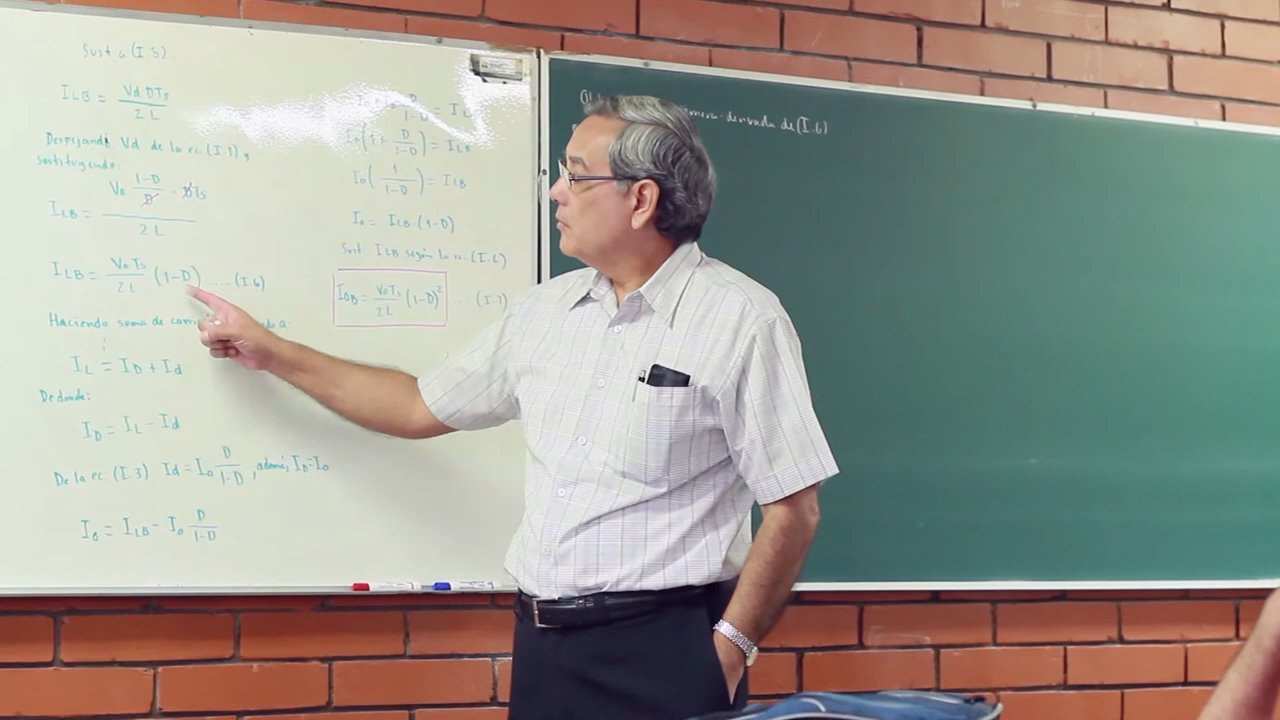 Sust a (I.5).
ILB = Vd DTs / 2L
Despejando Vd de la ec (I.1), y
sustituyendo:
ILB = Vo (1-D)/D · DTs / 2L
ILB = VoTs/2L (1-D) .... (I.6)
Haciendo suma de
IL = ID + Id
De donde:
ID = IL - Id
De la ec. (I.3) Id = Io D/1-D, además, ID=Io
Io = ILB - Io D/1-D
D/1-D = IL
Io(1 + D/1-D) = ILB
Io(1/1-D) = ILB
Io = ILB·(1-D)
Sust ILB según la ec. (I.6)
IOB = VoTs/2L (1-D)² ... (I.7)
derivada de (I.6)